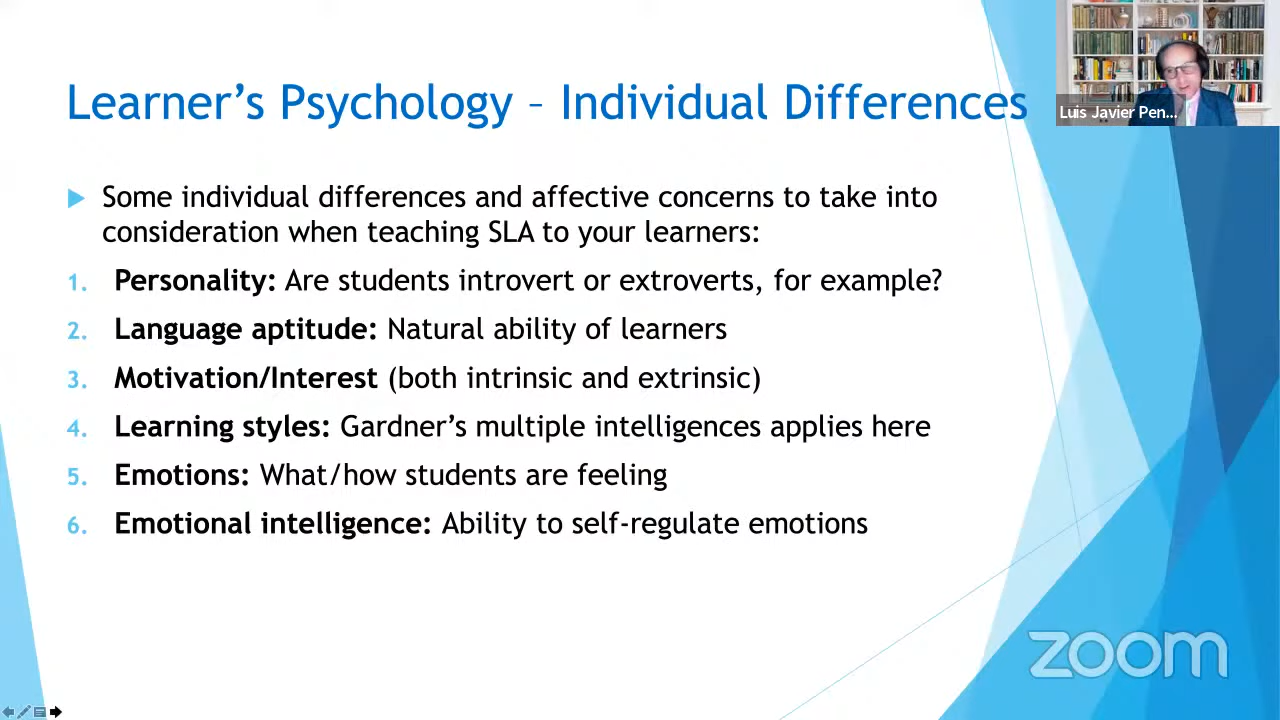 Learner’s Psychology – Individual Differences
Luis Javier Pen...
Some individual differences and affective concerns to take into
consideration when teaching SLA to your learners:
1. Personality: Are students introvert or extroverts, for example?
2. Language aptitude: Natural ability of learners
3. Motivation/Interest (both intrinsic and extrinsic)
4. Learning styles: Gardner’s multiple intelligences applies here
5. Emotions: What/how students are feeling
6. Emotional intelligence: Ability to self-regulate emotions
zoom